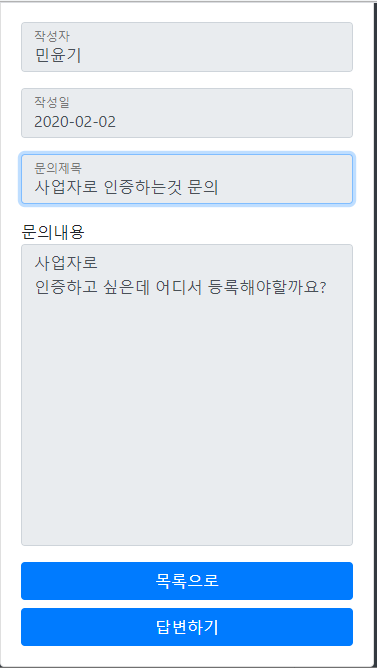 작성자
민윤기
작성일
2020-02-02
문의제목
사업자로 인증하는것 문의
문의내용
사업자로
인증하고 싶은데 어디서 등록해야할까요?
목록으로
답변하기